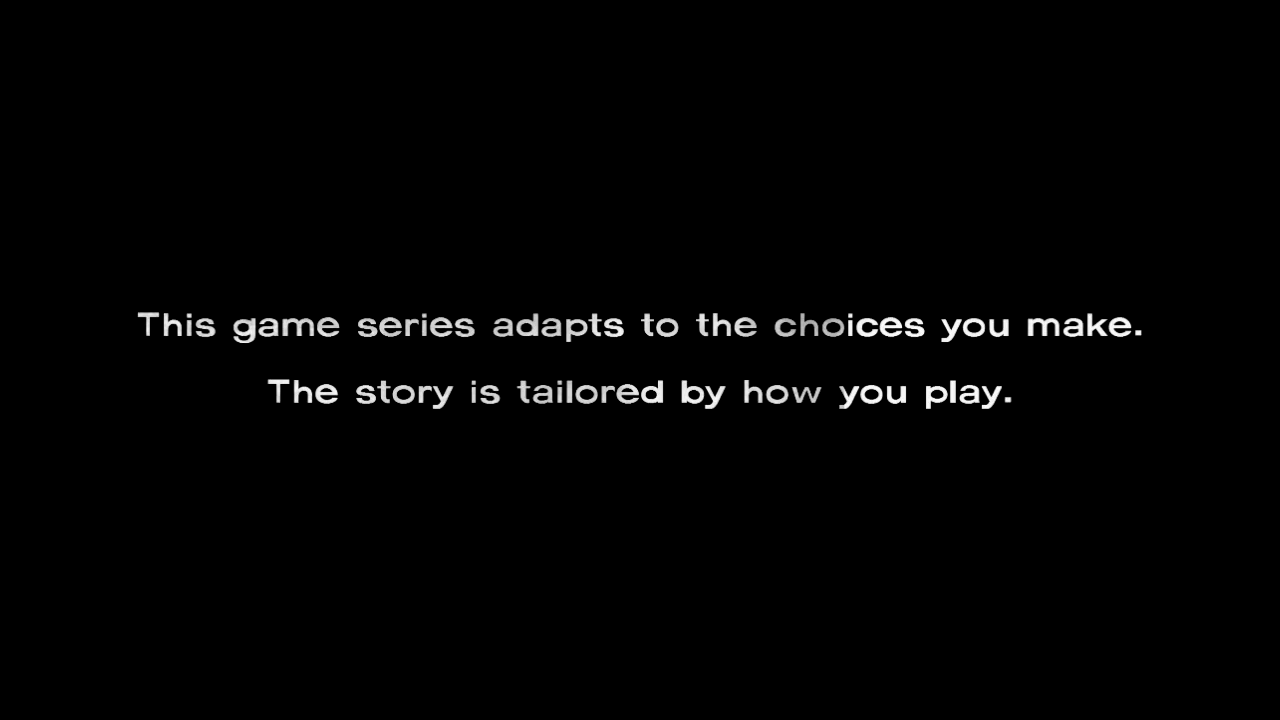 This game series adapts to the choices you make.
The story is tailored by how you play.